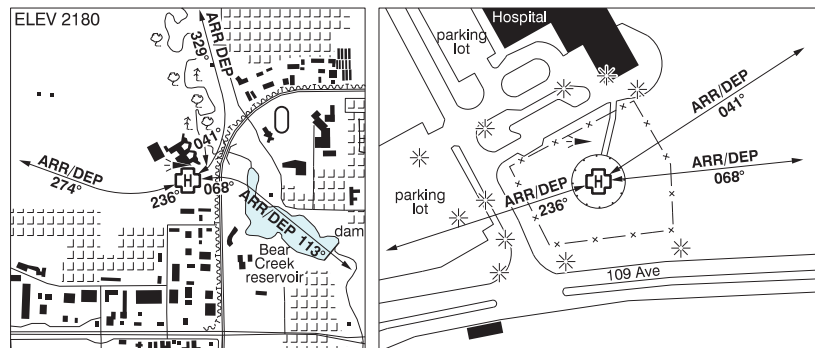 ELEV 2180
ARR/DEP
329°
041°
ARR/DEP
274°
H
236°
068°
ARR/DEP 113°
dam
Bear
Creek
reservoir
Hospital
parking
lot
ARR/DEP
041°
ARR/DEP
068°
H
ARR/DEP
236°
parking
lot
109 Ave